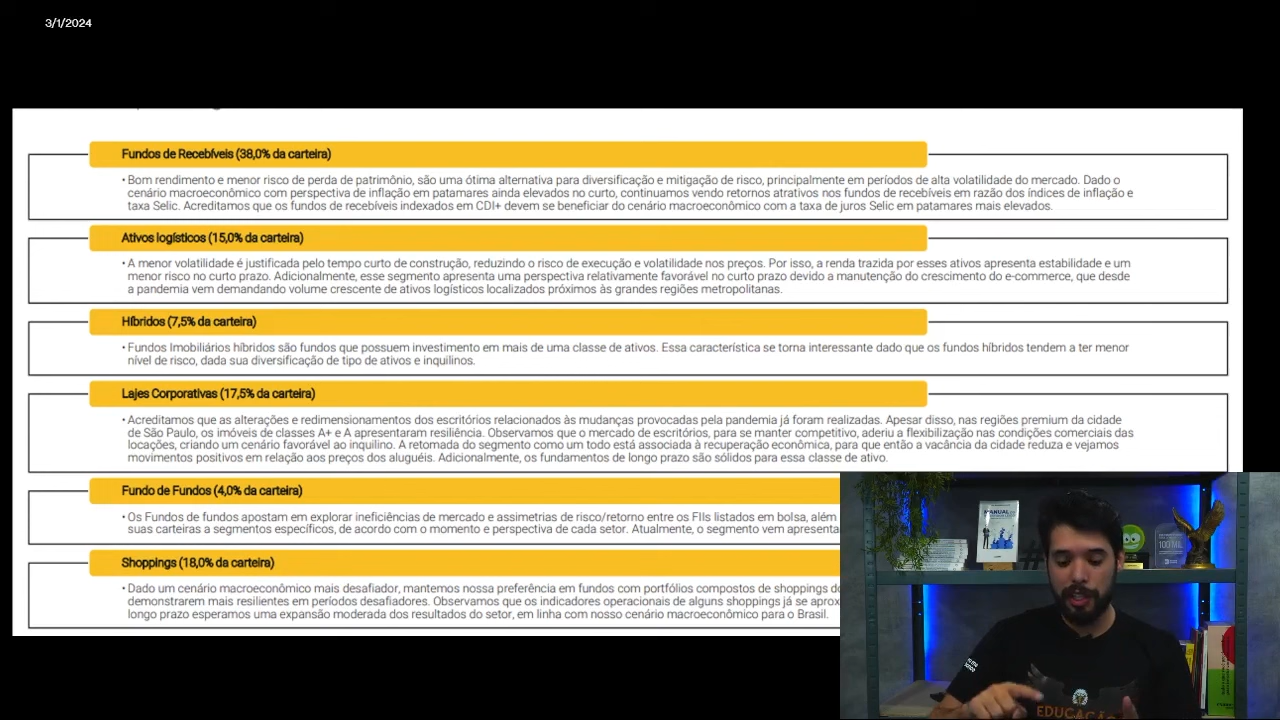 3/1/2024
Fundos de Recebíveis (38,0% da carteira)
• Bom rendimento e menor risco de perda de patrimônio, são uma ótima alternativa para diversificação e mitigação de risco, principalmente em períodos de alta volatilidade do mercado. Dado o
cenário macroeconômico com perspectiva de inflação em patamares ainda elevados no curto, continuamos vendo retornos atrativos nos fundos de recebíveis em razão dos índices de inflação e
taxa Selic. Acreditamos que os fundos de recebíveis indexados em CDI+ devem se beneficiar do cenário macroeconômico com a taxa de juros Selic em patamares mais elevados.
Ativos logísticos (15,0% da carteira)
• A menor volatilidade é justificada pelo tempo curto de construção, reduzindo o risco de execução e volatilidade nos preços. Por isso, a renda trazida por esses ativos apresenta estabilidade e um
menor risco no curto prazo. Adicionalmente, esse segmento apresenta uma perspectiva relativamente favorável no curto prazo devido a manutenção do crescimento do e-commerce, que desde
a pandemia vem demandando volume crescente de ativos logísticos localizados próximos às grandes regiões metropolitanas.
Híbridos (7,5% da carteira)
• Fundos Imobiliários híbridos são fundos que possuem investimento em mais de uma classe de ativos. Essa característica se torna interessante dado que os fundos híbridos tendem a ter menor
nível de risco, dada sua diversificação de tipo de ativos e inquilinos.
Lajes Corporativas (17,5% da carteira)
• Acreditamos que as alterações e redimensionamentos dos escritórios relacionados às mudanças provocadas pela pandemia já foram realizadas. Apesar disso, nas regiões premium da cidade
de São Paulo, os imóveis de classes A+ e A apresentaram resiliência. Observamos que o mercado de escritórios, para se manter competitivo, aderiu a flexibilização nas condições comerciais das
locações, criando um cenário favorável ao inquilino. A retomada do segmento como um todo está associada à recuperação econômica, para que então a vacância da cidade reduza e vejamos
movimentos positivos em relação aos preços dos aluguéis. Adicionalmente, os fundamentos de longo prazo são sólidos para essa classe de ativo.
Fundo de Fundos (4,0% da carteira)
• Os Fundos de fundos apostam em explorar ineficiências de mercado e assimetrias de risco/retorno entre os FIIs listados em bolsa, além
suas carteiras a segmentos específicos, de acordo com o momento e perspectiva de cada setor. Atualmente, o segmento vem apresenta
Shoppings (18,0% da carteira)
• Dado um cenário macroeconômico mais desafiador, mantemos nossa preferência em fundos com portfólios compostos de shoppings do
demonstrarem mais resilientes em períodos desafiadores. Observamos que os indicadores operacionais de alguns shoppings já se aprox
longo prazo esperamos uma expansão moderada dos resultados do setor, em linha com nosso cenário macroeconômico para o Brasil.
MANUAL
100 MIL
EDUCAÇÃO